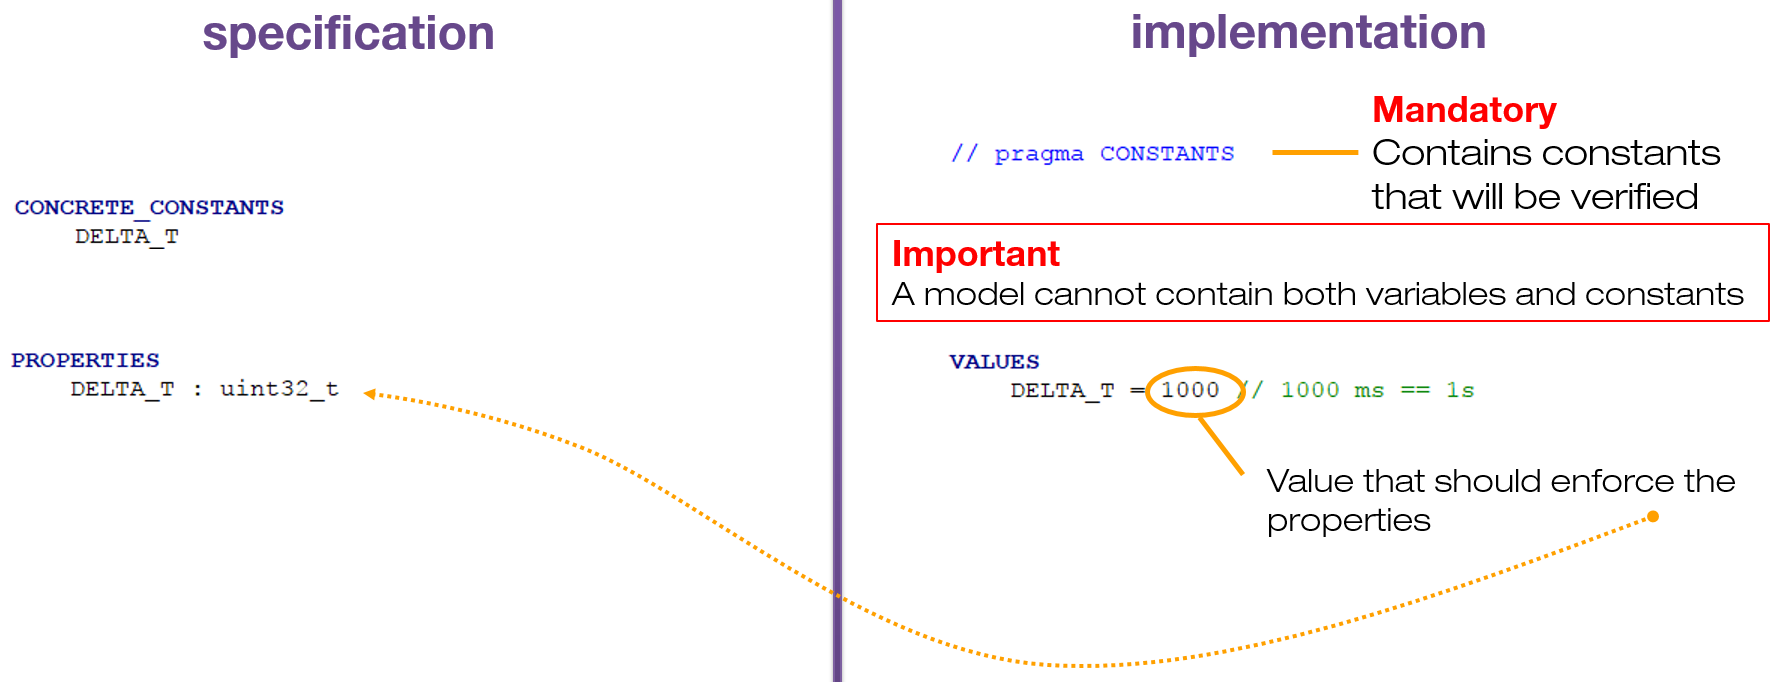 specification
implementation
Mandatory
// pragma CONSTANTS
Contains constants
that will be verified
CONCRETE_CONSTANTS
DELTA_T
Important
A model cannot contain both variables and constants
PROPERTIES
DELTA_T : uint32_t
VALUES
DELTA_T = 1000 // 1000 ms == 1s
Value that should enforce the
properties